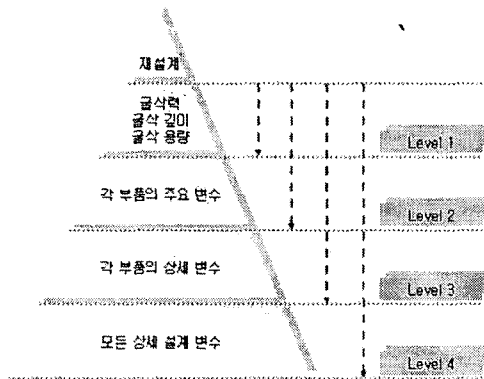 재설계
굴삭력
굴삭 깊이
굴삭 용량
Level 1
각 부품의 주요 변수
Level 2
각 부품의 상세 변수
Level 3
모든 상세 설계 변수
Level 4